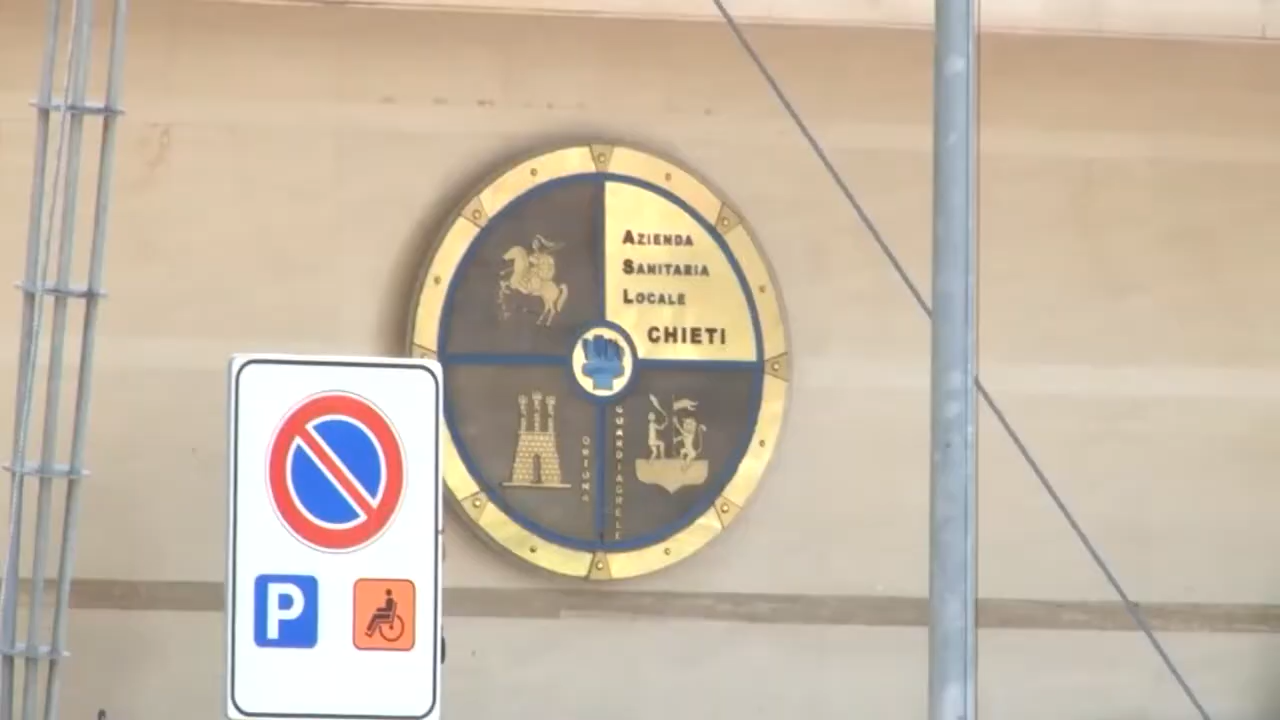 AZIENDA
SANITARIA
LOCALE
CHIETI
ORTONA
GUARDIAGRELE
P